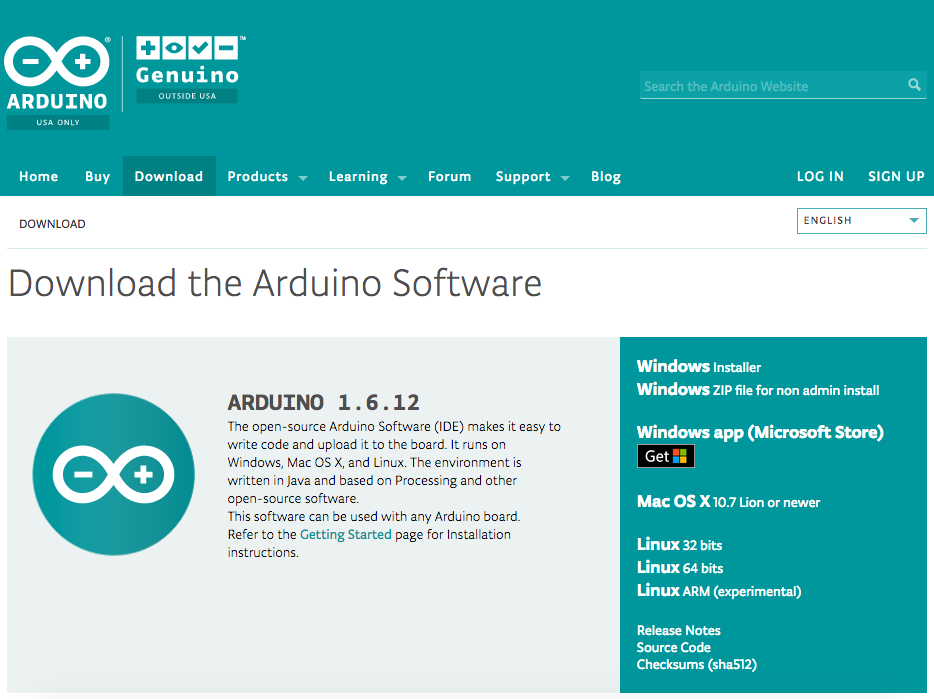 ARDUINO
USA ONLY
Genuino
OUTSIDE USA
Search the Arduino Website
Home Buy Download Products Learning Forum Support Blog LOG IN SIGN UP
DOWNLOAD
ENGLISH
Download the Arduino Software
ARDUINO 1.6.12
The open-source Arduino Software (IDE) makes it easy to
write code and upload it to the board. It runs on
Windows, Mac OS X, and Linux. The environment is
written in Java and based on Processing and other
open-source software.
This software can be used with any Arduino board.
Refer to the Getting Started page for Installation
instructions.
Windows Installer
Windows ZIP file for non admin install
Windows app (Microsoft Store)
Get
Mac OS X 10.7 Lion or newer
Linux 32 bits
Linux 64 bits
Linux ARM (experimental)
Release Notes
Source Code
Checksums (sha512)